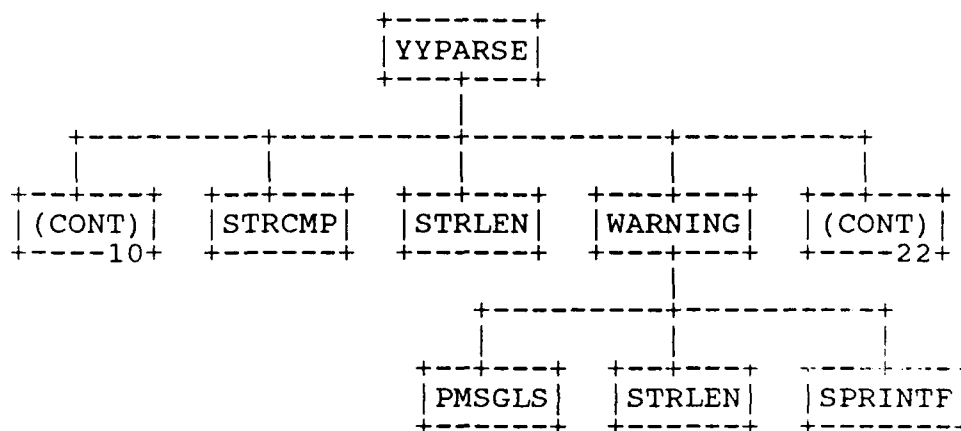 YYPARSE
(CONT) STRCMP STRLEN WARNING (CONT)
10 22
PMSGLS STRLEN SPRINTF